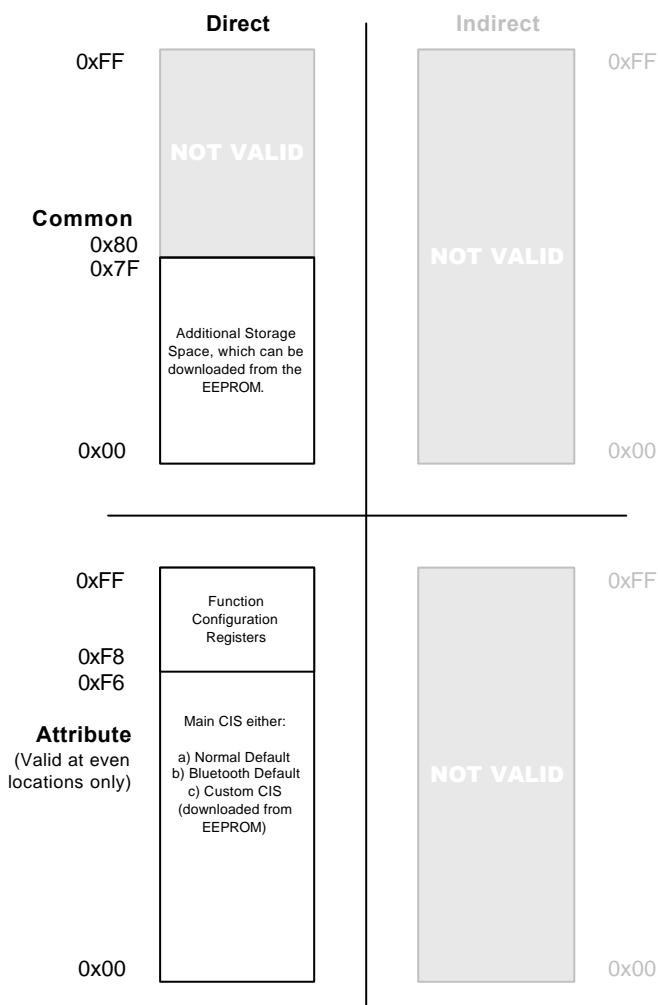 Direct
Indirect
0xFF
0xFF
NOT VALID
Common
0x80
0x7F
NOT VALID
Additional Storage
Space, which can be
downloaded from the
EEPROM.
0x00
0x00
0xFF
0xFF
Function
Configuration
Registers
0xF8
0xF6
Attribute
(Valid at even
locations only)
Main CIS either:
a) Normal Default
b) Bluetooth Default
c) Custom CIS
(downloaded from
EEPROM)
NOT VALID
0x00
0x00